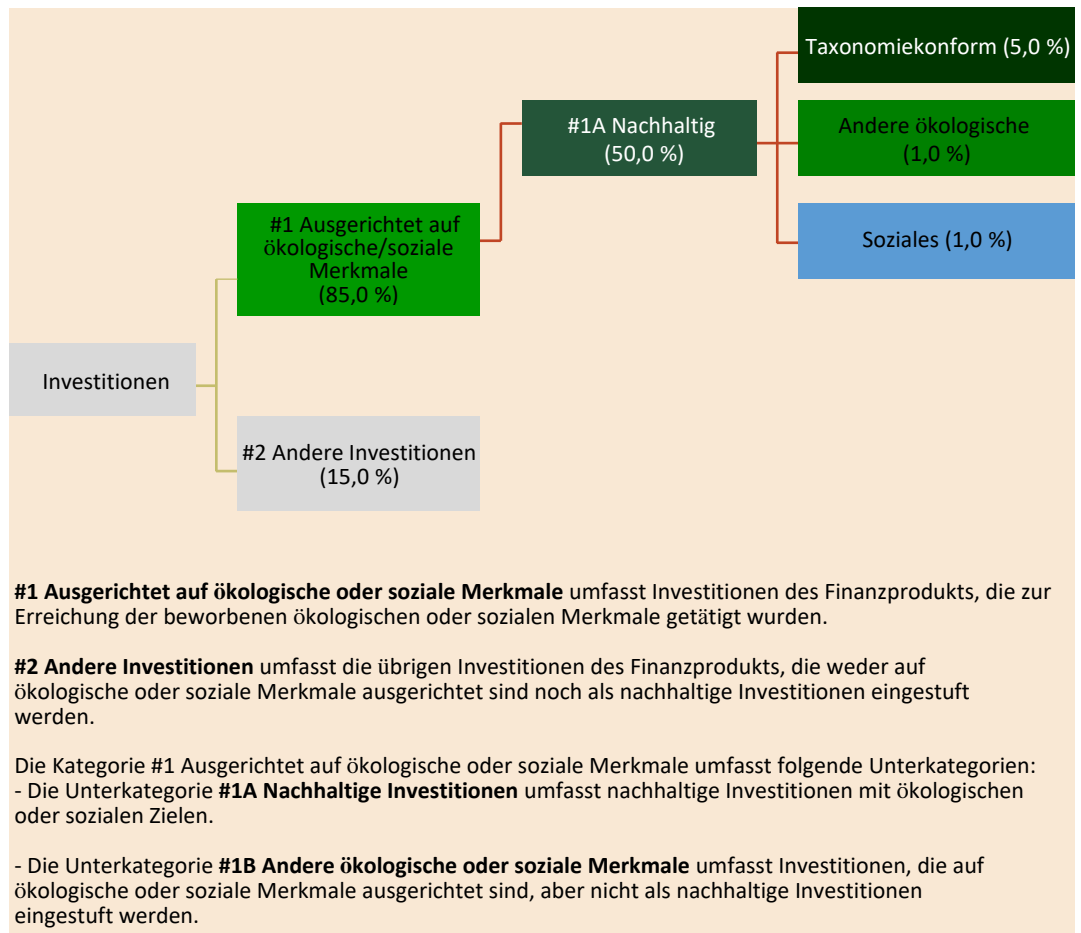 Taxonomiekonform (5,0 %)
#1A Nachhaltig
(50,0 %)
Andere ökologische
(1,0 %)
#1 Ausgerichtet auf
ökologische/soziale
Merkmale
(85,0 %)
Soziales (1,0 %)
Investitionen
#2 Andere Investitionen
(15,0 %)
#1 Ausgerichtet auf ökologische oder soziale Merkmale umfasst Investitionen des Finanzprodukts, die zur
Erreichung der beworbenen ökologischen oder sozialen Merkmale getätigt wurden.
#2 Andere Investitionen umfasst die übrigen Investitionen des Finanzprodukts, die weder auf
ökologische oder soziale Merkmale ausgerichtet sind noch als nachhaltige Investitionen eingestuft
werden.
Die Kategorie #1 Ausgerichtet auf ökologische oder soziale Merkmale umfasst folgende Unterkategorien:
- Die Unterkategorie #1A Nachhaltige Investitionen umfasst nachhaltige Investitionen mit ökologischen
oder sozialen Zielen.
- Die Unterkategorie #1B Andere ökologische oder soziale Merkmale umfasst Investitionen, die auf
ökologische oder soziale Merkmale ausgerichtet sind, aber nicht als nachhaltige Investitionen
eingestuft werden.